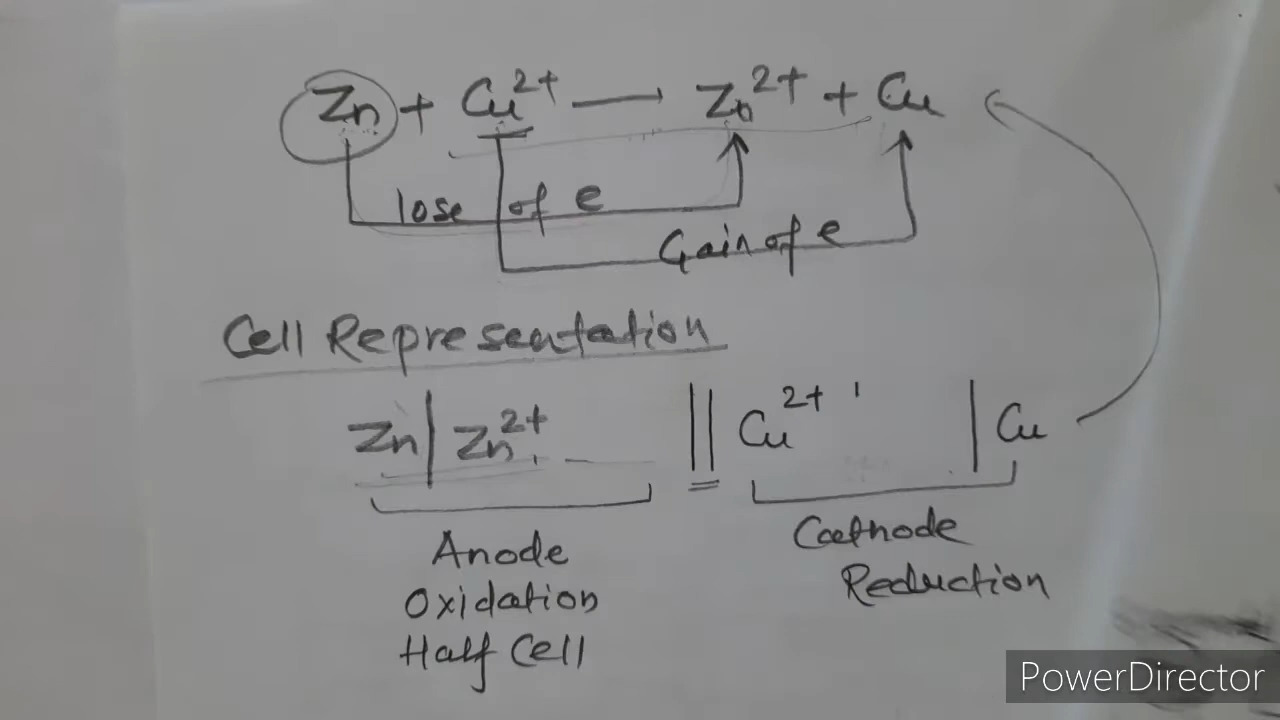 Zn + Cu²⁺ → Zn²⁺ + Cu
lose of e
Gain of e
Cell Representation
Zn | Zn²⁺ || Cu²⁺ | Cu
Anode Cathode
Oxidation Reduction
Half Cell
PowerDirector